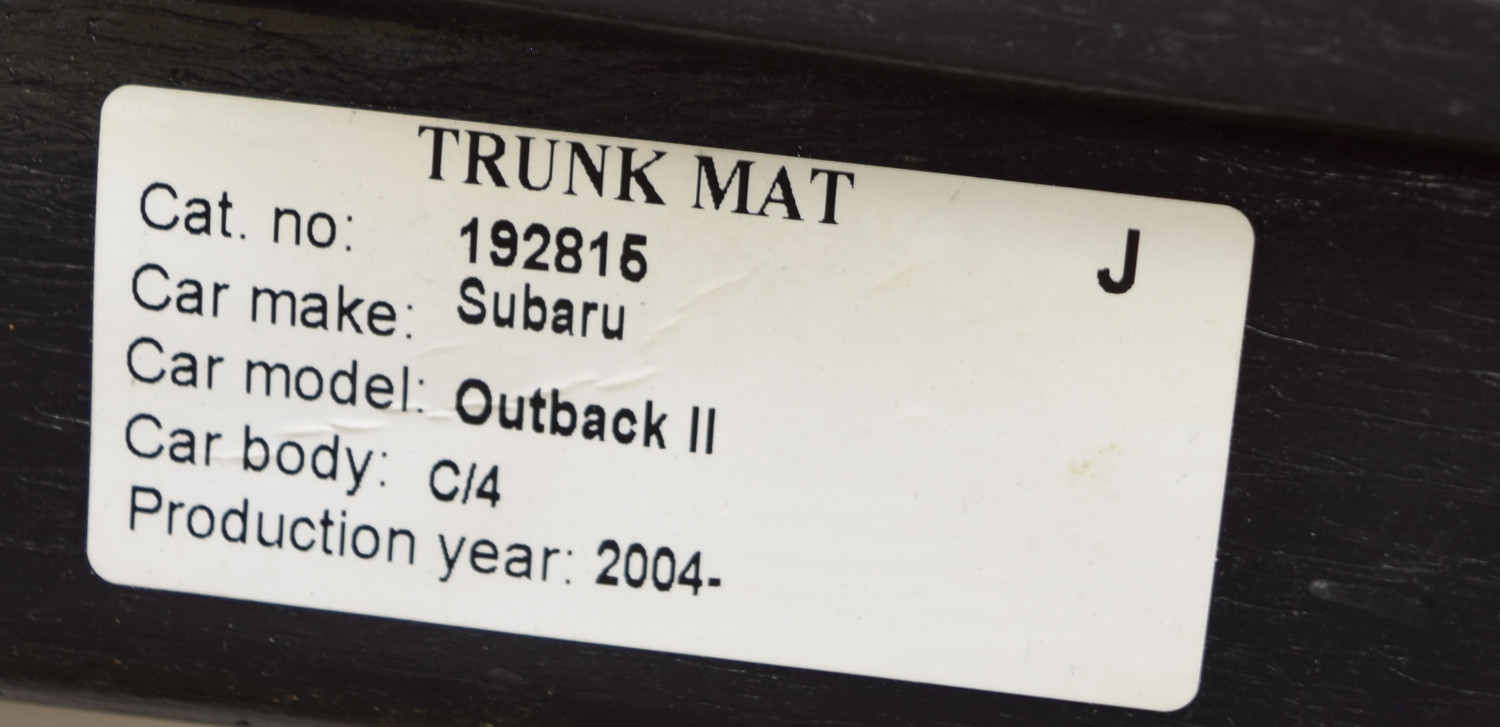 TRUNK MAT
J
Cat. no: 192815
Car make: Subaru
Car model: Outback II
Car body: C/4
Production year: 2004-